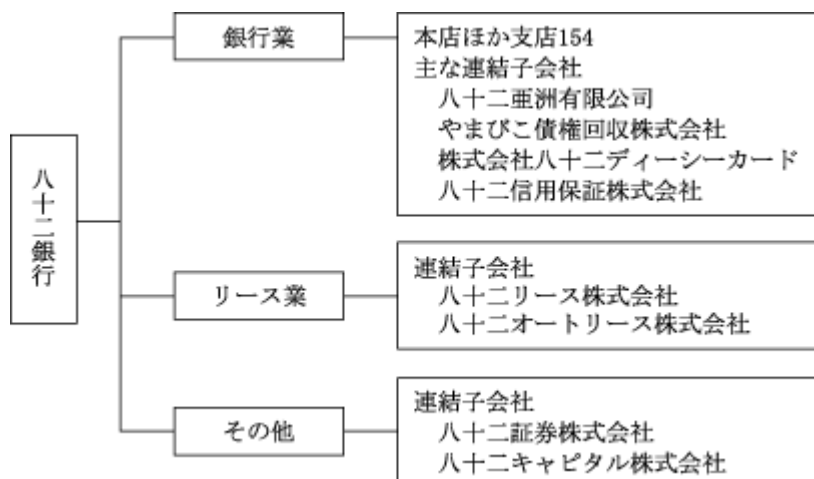 八十二銀行
銀行業
本店ほか支店154
主な連結子会社
八十二亜洲有限公司
やまびこ債権回収株式会社
株式会社八十二ディーシーカード
八十二信用保証株式会社
リース業
連結子会社
八十二リース株式会社
八十二オートリース株式会社
その他
連結子会社
八十二証券株式会社
八十二キャピタル株式会社